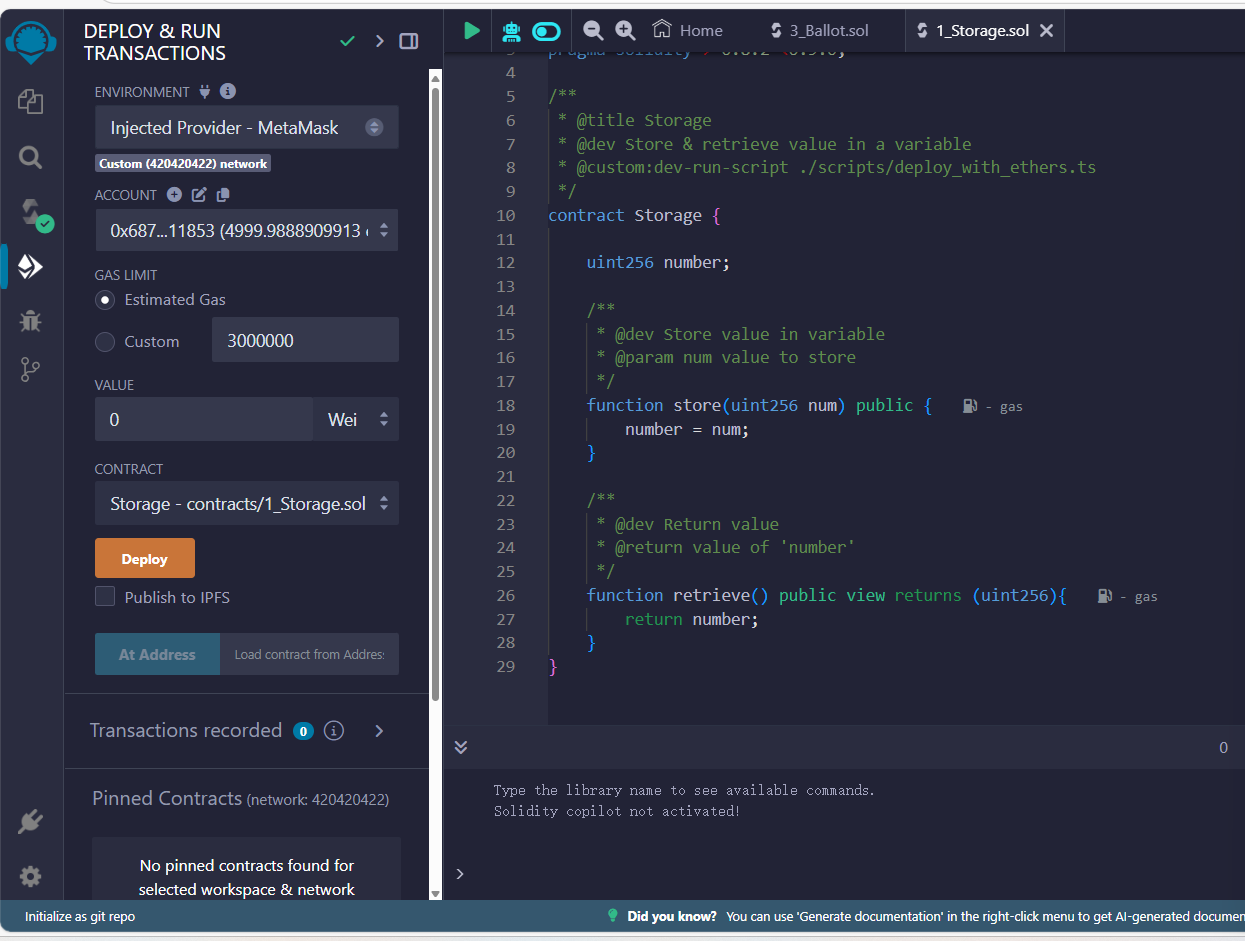 DEPLOY & RUN
TRANSACTIONS
ENVIRONMENT
Injected Provider - MetaMask
Custom (420420422) network
ACCOUNT
0x687...11853 (4999.9888909913
GAS LIMIT
Estimated Gas
Custom
3000000
VALUE
0
Wei
CONTRACT
Storage - contracts/1_Storage.sol
Deploy
Publish to IPFS
At Address
Load contract from Address
Transactions recorded 0
Pinned Contracts (network: 420420422)
No pinned contracts found for
selected workspace & network
Home
3_Ballot.sol
1_Storage.sol
4
5 /**
6 * @title Storage
7 * @dev Store & retrieve value in a variable
8 * @custom:dev-run-script ./scripts/deploy_with_ethers.ts
9 */
10 contract Storage {
11
12 uint256 number;
13
14 /**
15 * @dev Store value in variable
16 * @param num value to store
17 */
18 function store(uint256 num) public { - gas
19 number = num;
20 }
21
22 /**
23 * @dev Return value
24 * @return value of 'number'
25 */
26 function retrieve() public view returns (uint256){ - gas
27 return number;
28 }
29 }
0
Type the library name to see available commands.
Solidity copilot not activated!
>
Initialize as git repo
Did you know? You can use 'Generate documentation' in the right-click menu to get AI-generated documen